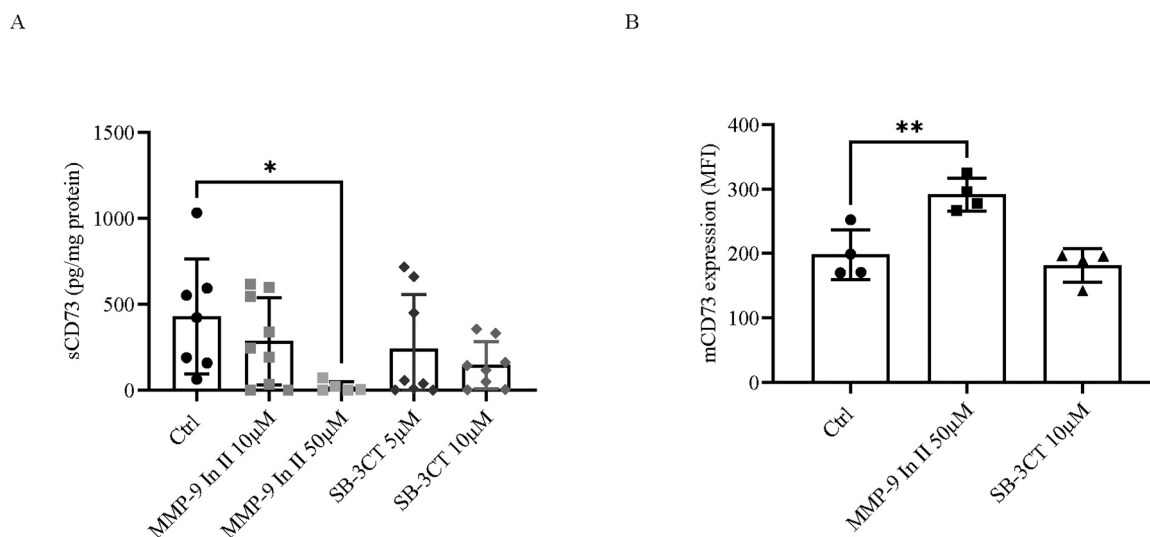 A
B
sCD73 (pg/mg protein)
1500
1000
500
0
*
Ctrl
MMP-9 In II 10µM
MMP-9 In II 50µM
SB-3CT 5µM
SB-3CT 10µM
mCD73 expression (MFI)
400
300
200
100
0
**
Ctrl
MMP-9 In II 50µM
SB-3CT 10µM